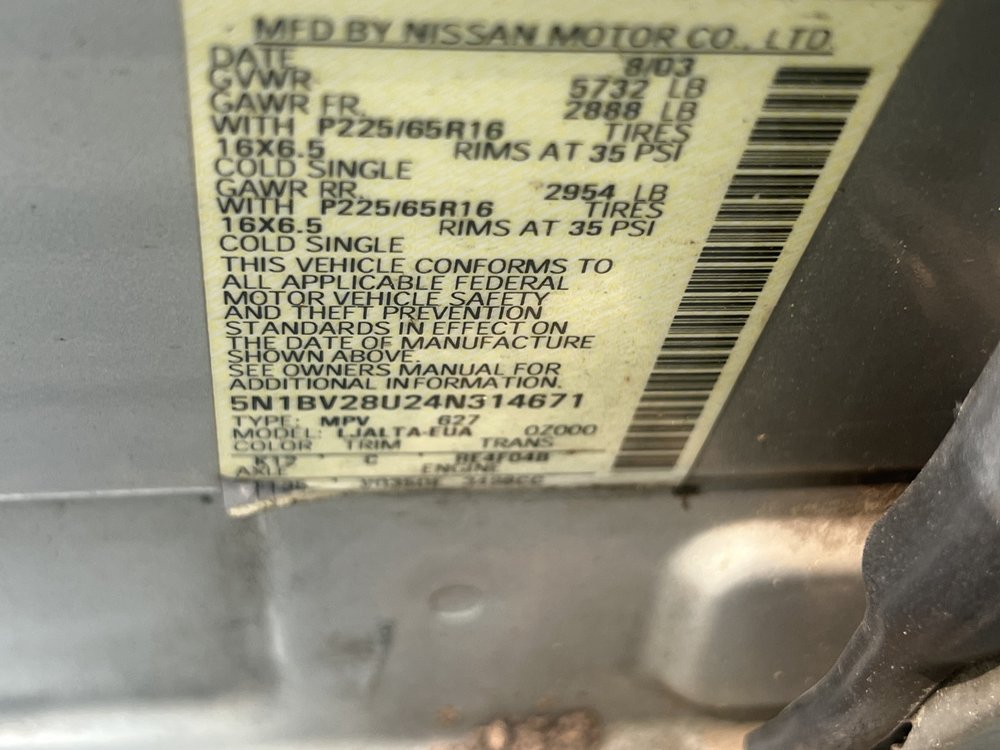 MFD BY NISSAN MOTOR CO., LTD.
DATE 8/03
GVWR 5732 LB
GAWR FR. 2888 LB
WITH P225/65R16 TIRES
16X6.5 RIMS AT 35 PSI
COLD SINGLE
GAWR RR. 2954 LB
WITH P225/65R16 TIRES
16X6.5 RIMS AT 35 PSI
COLD SINGLE
THIS VEHICLE CONFORMS TO
ALL APPLICABLE FEDERAL
MOTOR VEHICLE SAFETY
AND THEFT PREVENTION
STANDARDS IN EFFECT ON
THE DATE OF MANUFACTURE
SHOWN ABOVE.
SEE OWNERS MANUAL FOR
ADDITIONAL INFORMATION.
5N1BV28U24N314671
TYPE: MPV 627
MODEL: LJALTA-EUA 0Z000
COLOR TRIM TRANS
K12 C RE4F04B
ENGINE
3498CC